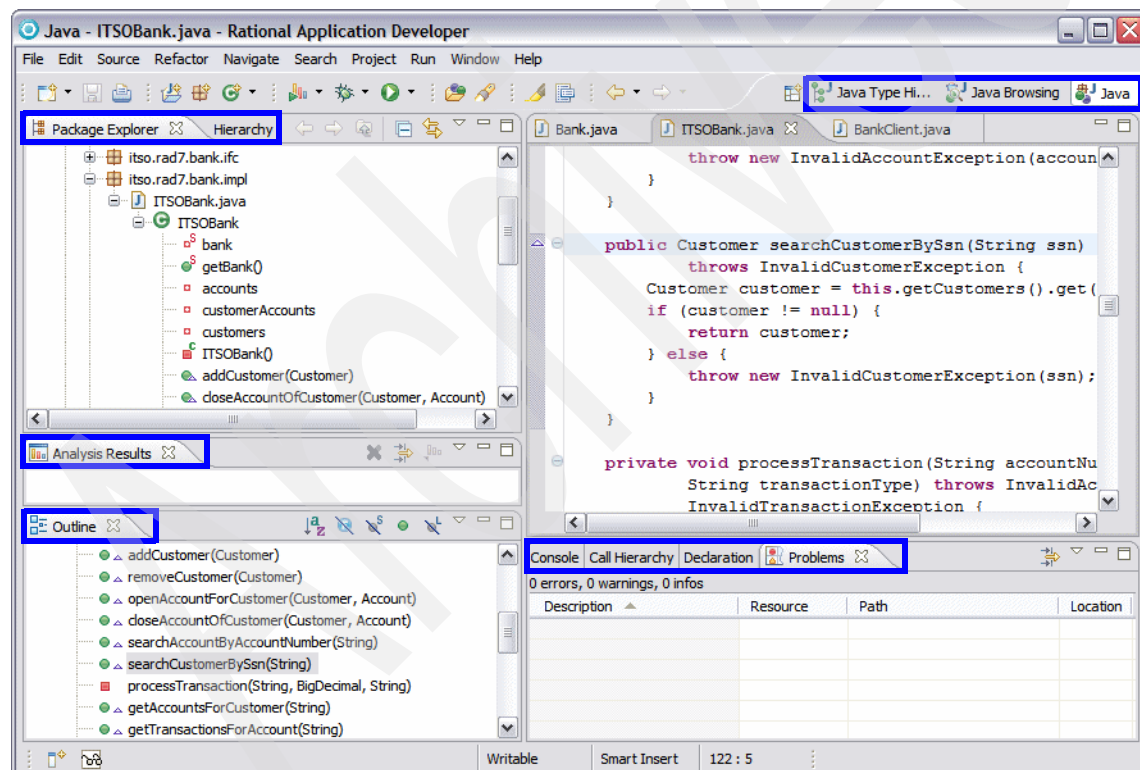 Java - ITSOBank.java - Rational Application Developer
File Edit Source Refactor Navigate Search Project Run Window Help
Java Type Hi... Java Browsing Java
Package Explorer Hierarchy
itso.rad7.bank.ifc
itso.rad7.bank.impl
ITSOBank.java
ITSOBank
bank
getBank()
accounts
customerAccounts
customers
ITSOBank()
addCustomer(Customer)
closeAccountOfCustomer(Customer, Account)
Analysis Results
Outline
addCustomer(Customer)
removeCustomer(Customer)
openAccountForCustomer(Customer, Account)
closeAccountOfCustomer(Customer, Account)
searchAccountByAccountNumber(String)
searchCustomerBySsn(String)
processTransaction(String, BigDecimal, String)
getAccountsForCustomer(String)
getTransactionsForAccount(String)
Bank.java ITSOBank.java BankClient.java
throw new InvalidAccountException(accoun
}
}
public Customer searchCustomerBySsn(String ssn)
throws InvalidCustomerException {
Customer customer = this.getCustomers().get(
if (customer != null) {
return customer;
} else {
throw new InvalidCustomerException(ssn);
}
}
private void processTransaction(String accountNu
String transactionType) throws InvalidAc
InvalidTransactionException {
Console Call Hierarchy Declaration Problems
0 errors, 0 warnings, 0 infos
Description Resource Path Location
Writable Smart Insert 122 : 5